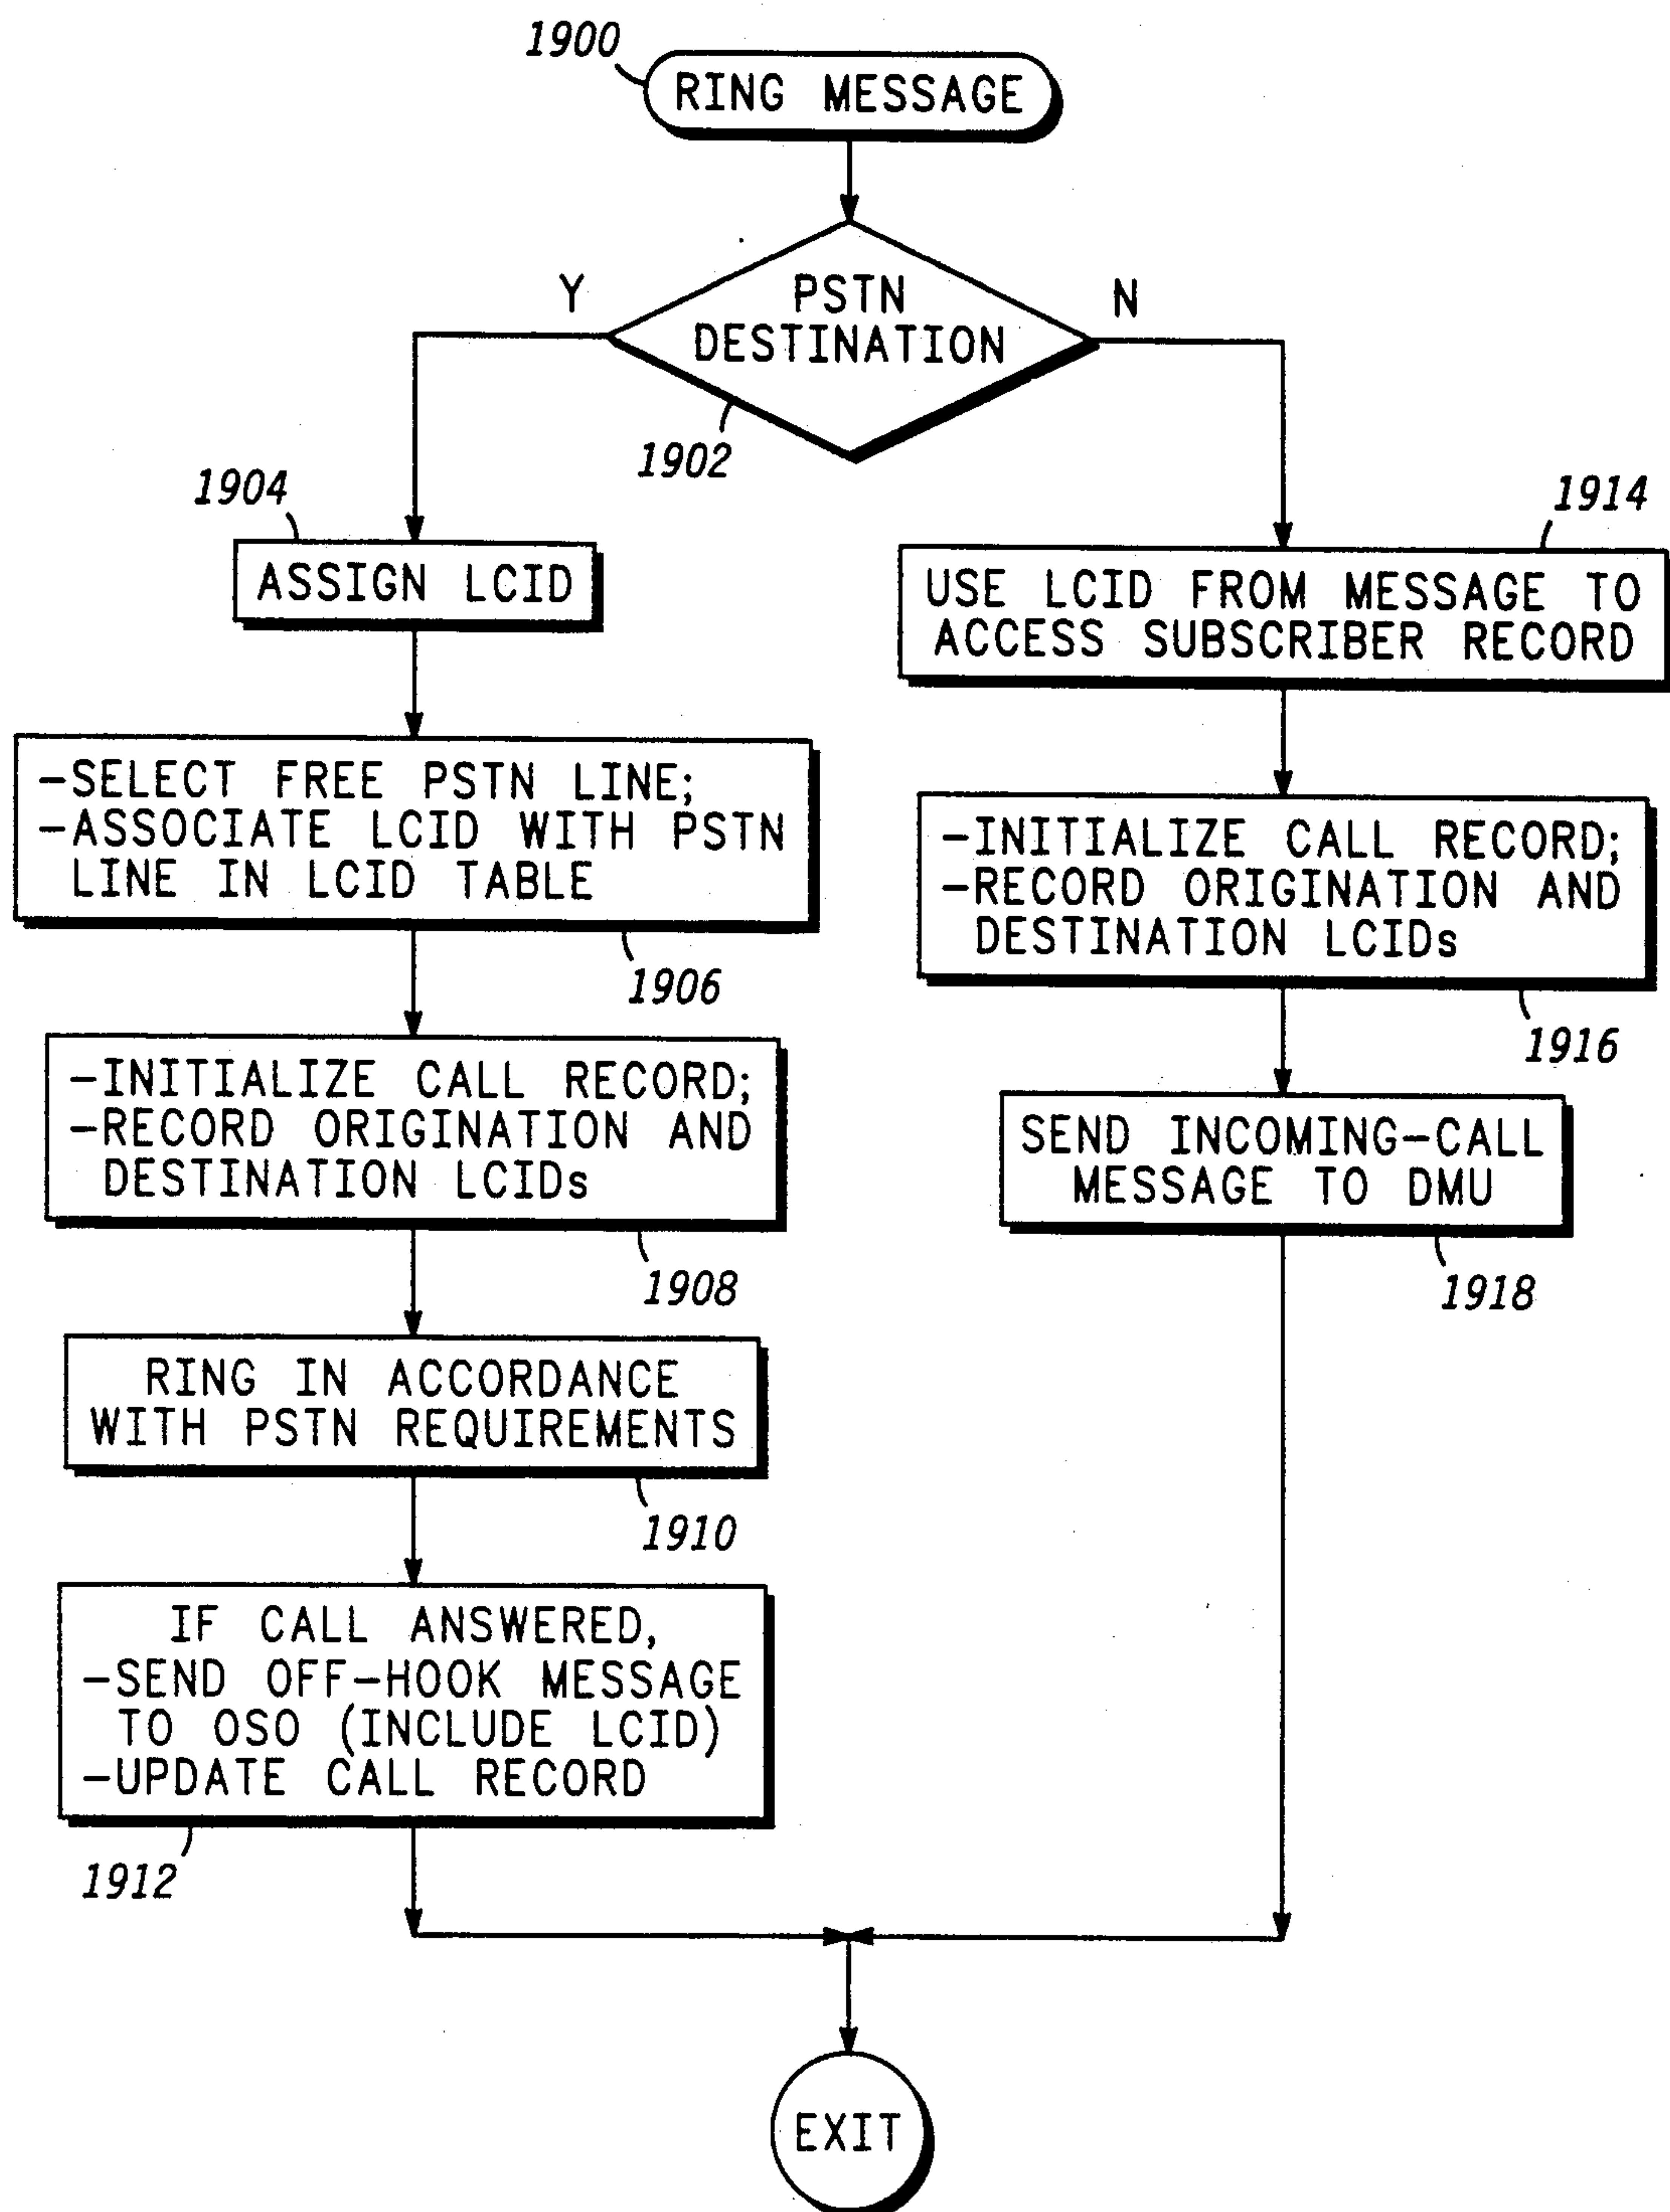 1900
RING MESSAGE
PSTN
DESTINATION
Y
N
1902
1904
ASSIGN LCID
-SELECT FREE PSTN LINE;
-ASSOCIATE LCID WITH PSTN
LINE IN LCID TABLE
1906
-INITIALIZE CALL RECORD;
-RECORD ORIGINATION AND
DESTINATION LCIDs
1908
RING IN ACCORDANCE
WITH PSTN REQUIREMENTS
1910
IF CALL ANSWERED,
-SEND OFF-HOOK MESSAGE
TO OSO (INCLUDE LCID)
-UPDATE CALL RECORD
1912
1914
USE LCID FROM MESSAGE TO
ACCESS SUBSCRIBER RECORD
-INITIALIZE CALL RECORD;
-RECORD ORIGINATION AND
DESTINATION LCIDs
1916
SEND INCOMING-CALL
MESSAGE TO DMU
1918
EXIT